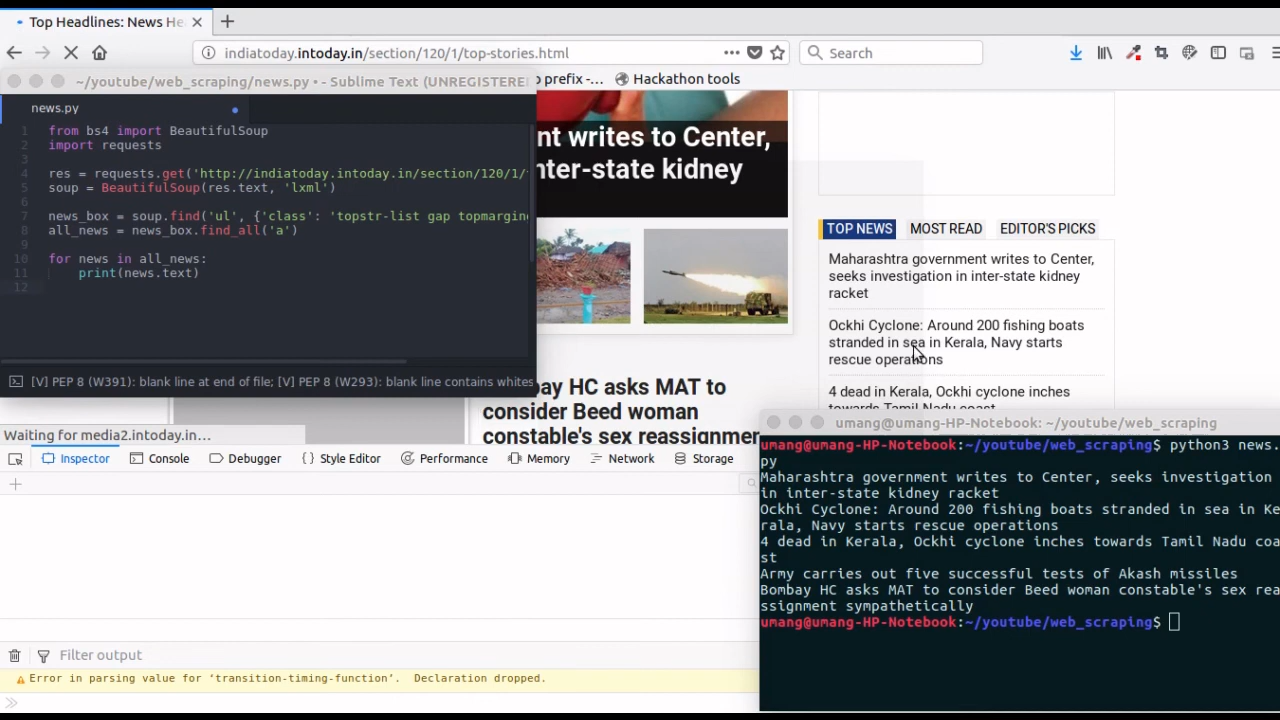 Top Headlines: News He
indiatoday.intoday.in/section/120/1/top-stories.html
Search
~/youtube/web_scraping/news.py • - Sublime Text (UNREGISTERE
prefix -...
Hackathon tools
news.py
1 from bs4 import BeautifulSoup
2 import requests
3
4 res = requests.get('http://indiatoday.intoday.in/section/120/1/
5 soup = BeautifulSoup(res.text, 'lxml')
6
7 news_box = soup.find('ul', {'class': 'topstr-list gap topmargin
8 all_news = news_box.find_all('a')
9
10 for news in all_news:
11     print(news.text)
12
[V] PEP 8 (W391): blank line at end of file; [V] PEP 8 (W293): blank line contains whites
nt writes to Center,
nter-state kidney
TOP NEWS
MOST READ
EDITOR'S PICKS
Maharashtra government writes to Center,
seeks investigation in inter-state kidney
racket
Ockhi Cyclone: Around 200 fishing boats
stranded in sea in Kerala, Navy starts
rescue operations
4 dead in Kerala, Ockhi cyclone inches
towards Tamil Nadu coast
bay HC asks MAT to
consider Beed woman
constable's sex reassignmen
Waiting for media2.intoday.in…
Inspector
Console
Debugger
Style Editor
Performance
Memory
Network
Storage
Filter output
Error in parsing value for ‘transition-timing-function’.  Declaration dropped.
umang@umang-HP-Notebook: ~/youtube/web_scraping
umang@umang-HP-Notebook:~/youtube/web_scraping$ python3 news.
py
Maharashtra government writes to Center, seeks investigation
in inter-state kidney racket
Ockhi Cyclone: Around 200 fishing boats stranded in sea in Ke
rala, Navy starts rescue operations
4 dead in Kerala, Ockhi cyclone inches towards Tamil Nadu coa
st
Army carries out five successful tests of Akash missiles
Bombay HC asks MAT to consider Beed woman constable's sex rea
ssignment sympathetically
umang@umang-HP-Notebook:~/youtube/web_scraping$